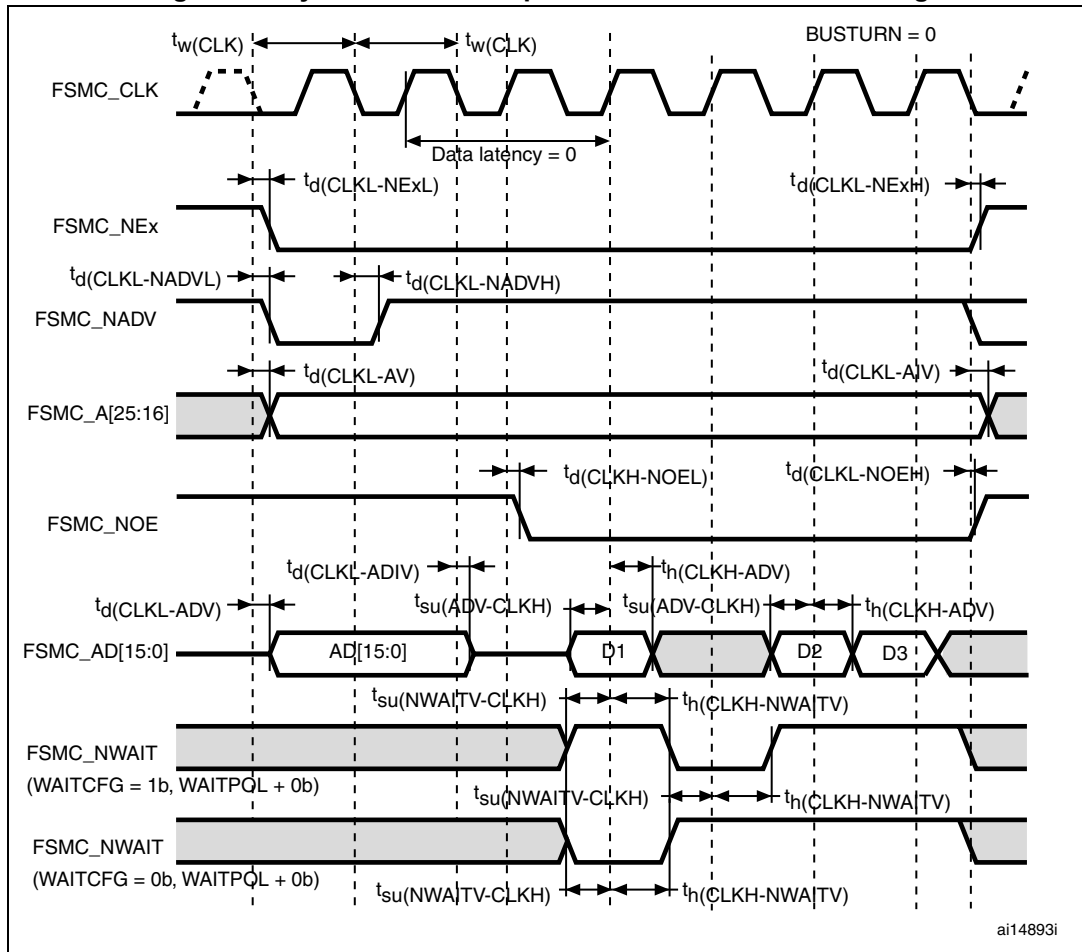 tw(CLK) tw(CLK) BUSTURN = 0
FSMC_CLK
Data latency = 0
td(CLKL-NExL) td(CLKL-NExH)
FSMC_NEx
td(CLKL-NADVL) td(CLKL-NADVH)
FSMC_NADV
td(CLKL-AV) td(CLKL-AIV)
FSMC_A[25:16]
td(CLKH-NOEL) td(CLKL-NOEH)
FSMC_NOE
td(CLKL-ADIV) th(CLKH-ADV)
td(CLKL-ADV) tsu(ADV-CLKH) tsu(ADV-CLKH) th(CLKH-ADV)
FSMC_AD[15:0] AD[15:0] D1 D2 D3
tsu(NWAITV-CLKH) th(CLKH-NWAITV)
FSMC_NWAIT
(WAITCFG = 1b, WAITPOL + 0b)
tsu(NWAITV-CLKH) th(CLKH-NWAITV)
FSMC_NWAIT
(WAITCFG = 0b, WAITPOL + 0b)
tsu(NWAITV-CLKH) th(CLKH-NWAITV)
ai14893i